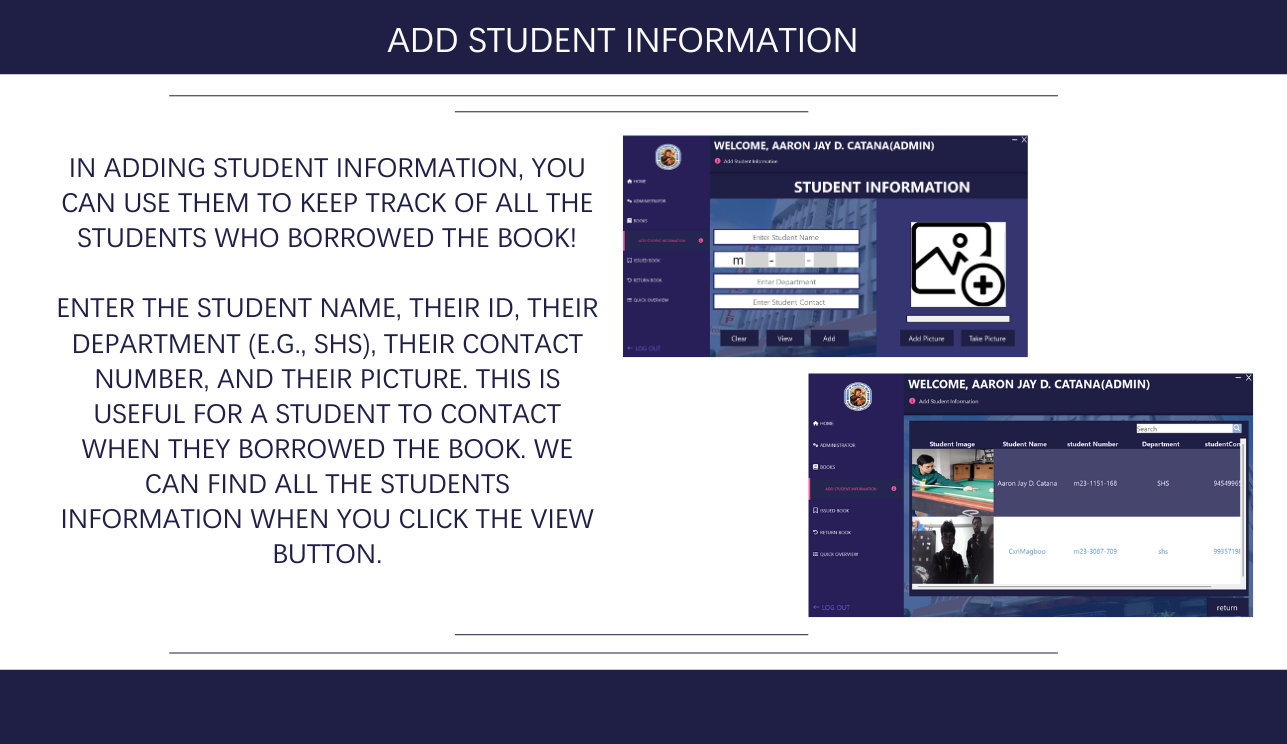 ADD STUDENT INFORMATION
IN ADDING STUDENT INFORMATION, YOU
CAN USE THEM TO KEEP TRACK OF ALL THE
STUDENTS WHO BORROWED THE BOOK!
ENTER THE STUDENT NAME, THEIR ID, THEIR
DEPARTMENT (E.G., SHS), THEIR CONTACT
NUMBER, AND THEIR PICTURE. THIS IS
USEFUL FOR A STUDENT TO CONTACT
WHEN THEY BORROWED THE BOOK. WE
CAN FIND ALL THE STUDENTS
INFORMATION WHEN YOU CLICK THE VIEW
BUTTON.
WELCOME, AARON JAY D. CATANA(ADMIN)
Add Student Information
STUDENT INFORMATION
HOME
ADMINISTRATOR
BOOKS
ADD STUDENT INFORMATION
ISSUED BOOK
RETURN BOOK
QUICK OVERVIEW
LOG OUT
Enter Student Name
m - -
Enter Department
Enter Student Contact
Clear View Add
Add Picture Take Picture
WELCOME, AARON JAY D. CATANA(ADMIN)
Add Student Information
HOME
ADMINISTRATOR
BOOKS
ADD STUDENT INFORMATION
ISSUED BOOK
RETURN BOOK
QUICK OVERVIEW
LOG OUT
Search
Student Image Student Name student Number Department studentCon
Aaron Jay D. Catana m23-1151-168 SHS 94549965
Cxr!Magboo m23-3087-709 shs 9935719
return